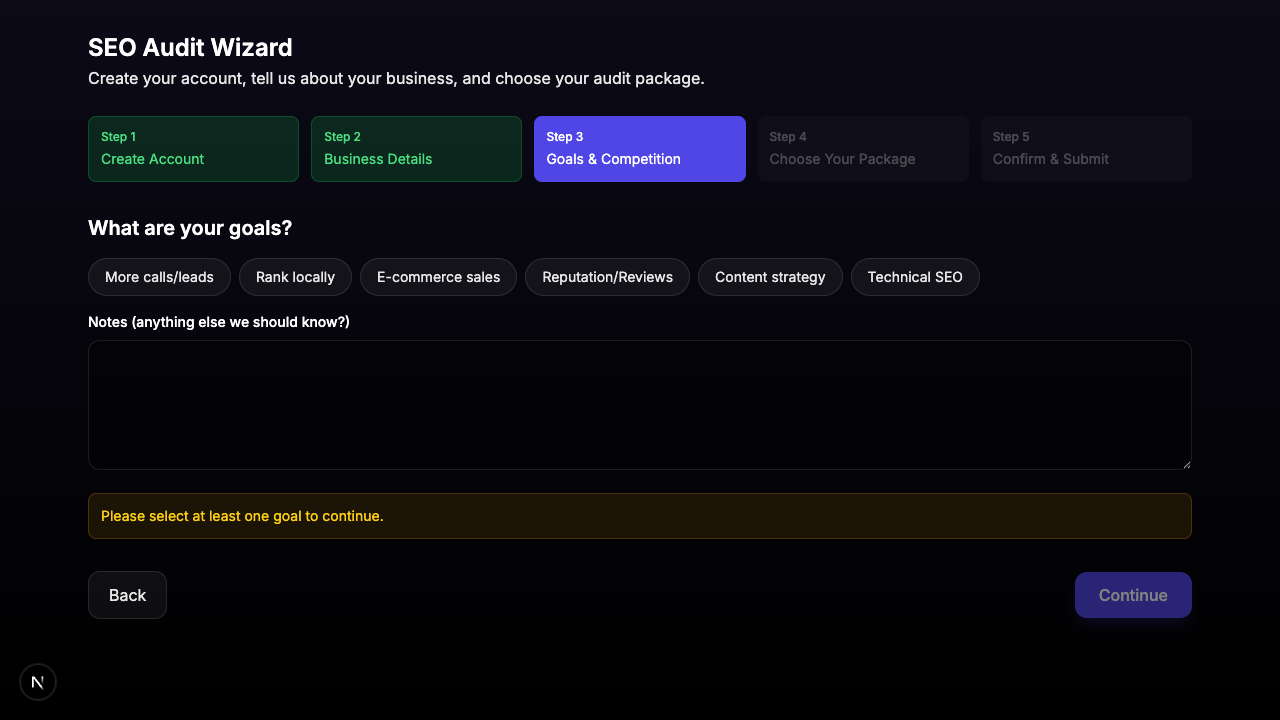 SEO Audit Wizard
Create your account, tell us about your business, and choose your audit package.
Step 1
Create Account
Step 2
Business Details
Step 3
Goals & Competition
Step 4
Choose Your Package
Step 5
Confirm & Submit
What are your goals?
More calls/leads
Rank locally
E-commerce sales
Reputation/Reviews
Content strategy
Technical SEO
Notes (anything else we should know?)
Please select at least one goal to continue.
Back
Continue
N